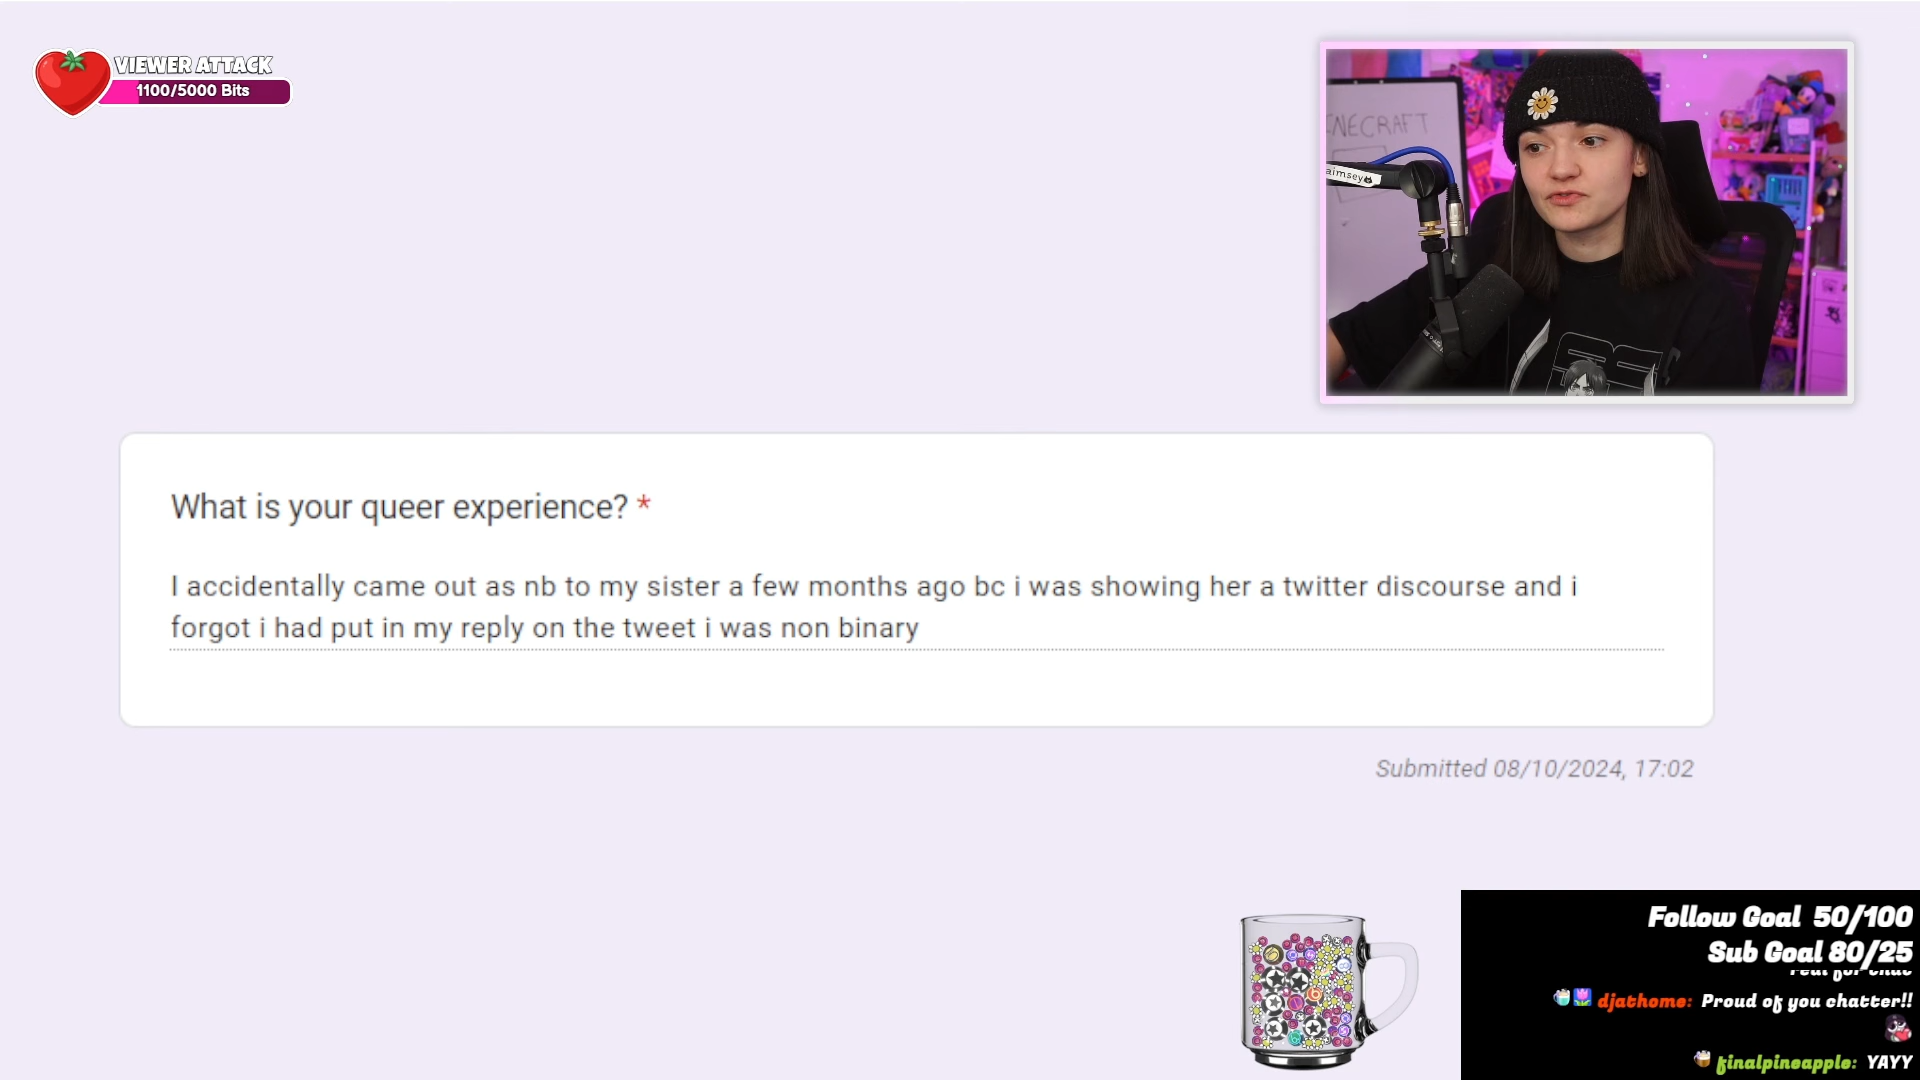 VIEWER ATTACK
1100/5000 Bits
INECRAFT
aimsey
What is your queer experience? *
I accidentally came out as nb to my sister a few months ago bc i was showing her a twitter discourse and i
forgot i had put in my reply on the tweet i was non binary
Submitted 08/10/2024, 17:02
Follow Goal 50/100
Sub Goal 80/25
djathome: Proud of you chatter!!
finalpineapple: YAYY